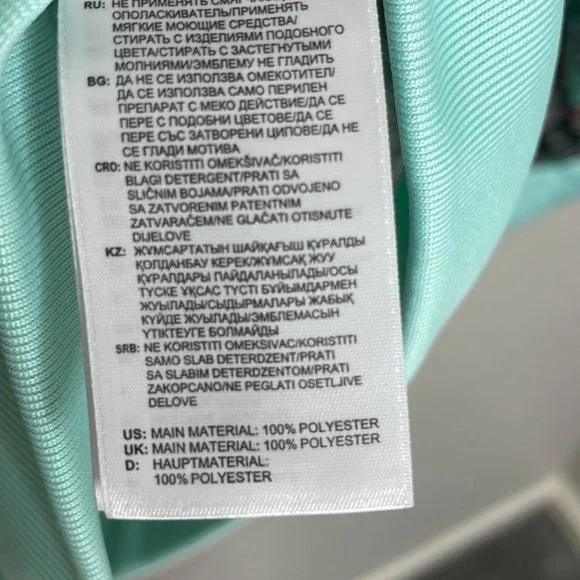 RU: НЕ ПРИМЕНЯТЬ
ОПОЛАСКИВАТЕЛЬ/ПРИМЕНЯТЬ
МЯГКИЕ МОЮЩИЕ СРЕДСТВА/
СТИРАТЬ С ИЗДЕЛИЯМИ ПОДОБНОГО
ЦВЕТА/СТИРАТЬ С ЗАСТЕГНУТЫМИ
МОЛНИЯМИ/ЭМБЛЕМУ НЕ ГЛАДИТЬ
BG: ДА НЕ СЕ ИЗПОЛЗВА ОМЕКОТИТЕЛ/
ДА СЕ ИЗПОЛЗВА САМО ПЕРИЛЕН
ПРЕПАРАТ С МЕКО ДЕЙСТВИЕ/ДА СЕ
ПЕРЕ С ПОДОБНИ ЦВЕТОВЕ/ДА СЕ
ПЕРЕ СЪС ЗАТВОРЕНИ ЦИПОВЕ/ДА НЕ
СЕ ГЛАДИ МОТИВА
CRO: NE KORISTITI OMEKŠIVAČ/KORISTITI
BLAGI DETERGENT/PRATI SA
SLIČNIM BOJAMA/PRATI ODVOJENO
SA ZATVORENIM PATENTNIM
ZATVARAČEM/NE GLAČATI OTISNUTE
DIJELOVE
KZ: ЖҰМСАРТАТЫН ШАЙҚАҒЫШ ҚҰРАЛДЫ
ҚОЛДАНБАУ КЕРЕК/ЖҰМСАҚ ЖУУ
ҚҰРАЛДАРЫ ПАЙДАЛАНЫЛАДЫ/ОСЫ
ТҮСКЕ ҰҚСАС ТҮСТІ БҰЙЫМДАРМЕН
ЖУЫЛАДЫ/СЫДЫРМАЛАРЫ ЖАБЫҚ
КҮЙДЕ ЖУЫЛАДЫ/ЭМБЛЕМАСЫН
ҮТІКТЕУГЕ БОЛМАЙДЫ
SRB: NE KORISTITI OMEKSIVAC/KORISTITI
SAMO SLAB DETERDZENT/PRATI
SA SLABIM DETERDZENTOM/PRATI
ZAKOPCANO/NE PEGLATI OSETLJIVE
DELOVE
US: MAIN MATERIAL: 100% POLYESTER
UK: MAIN MATERIAL: 100% POLYESTER
D: HAUPTMATERIAL:
100% POLYESTER